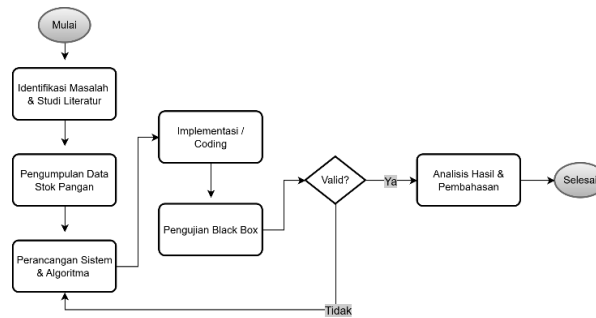 Mulai
Identifikasi Masalah
& Studi Literatur
Pengumpulan Data
Stok Pangan
Perancangan Sistem
& Algoritma
Implementasi /
Coding
Pengujian Black Box
Valid?
Ya
Tidak
Analisis Hasil &
Pembahasan
Selesai